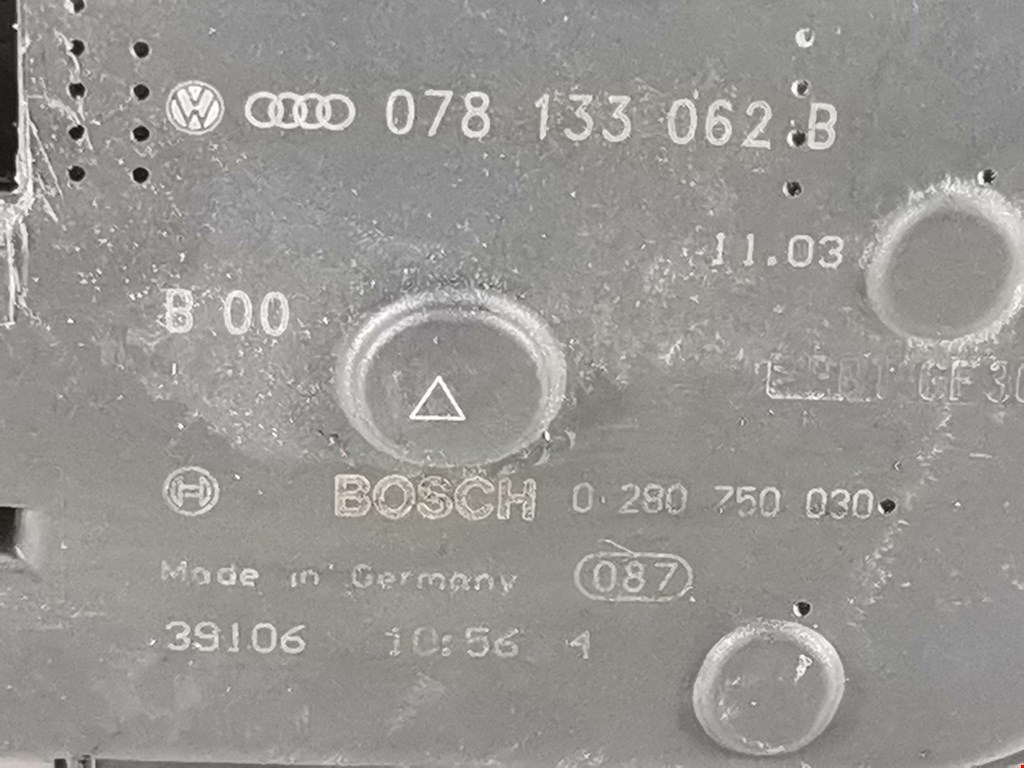 078 133 062 B
11.03
B 00
BOSCH 0 280 750 030
Made in Germany 087
39106 10:56 4